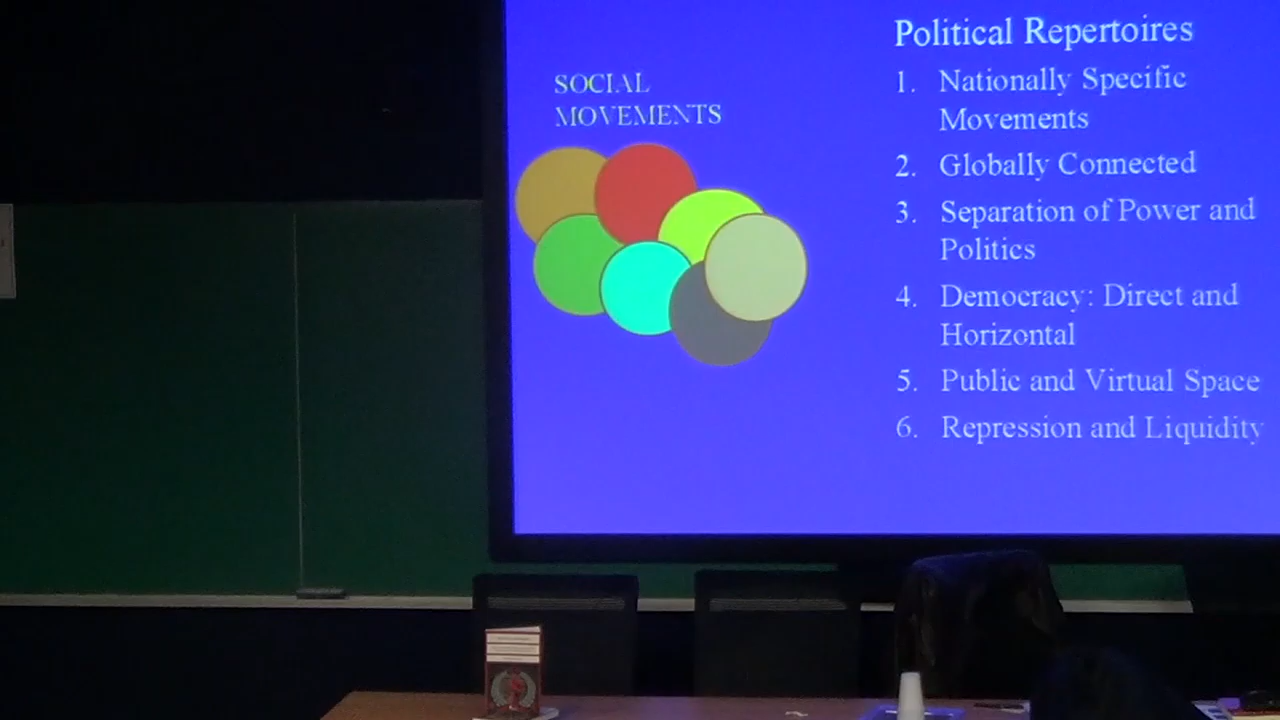 SOCIAL
MOVEMENTS
Political Repertoires
1. Nationally Specific
Movements
2. Globally Connected
3. Separation of Power and
Politics
4. Democracy: Direct and
Horizontal
5. Public and Virtual Space
6. Repression and Liquidity